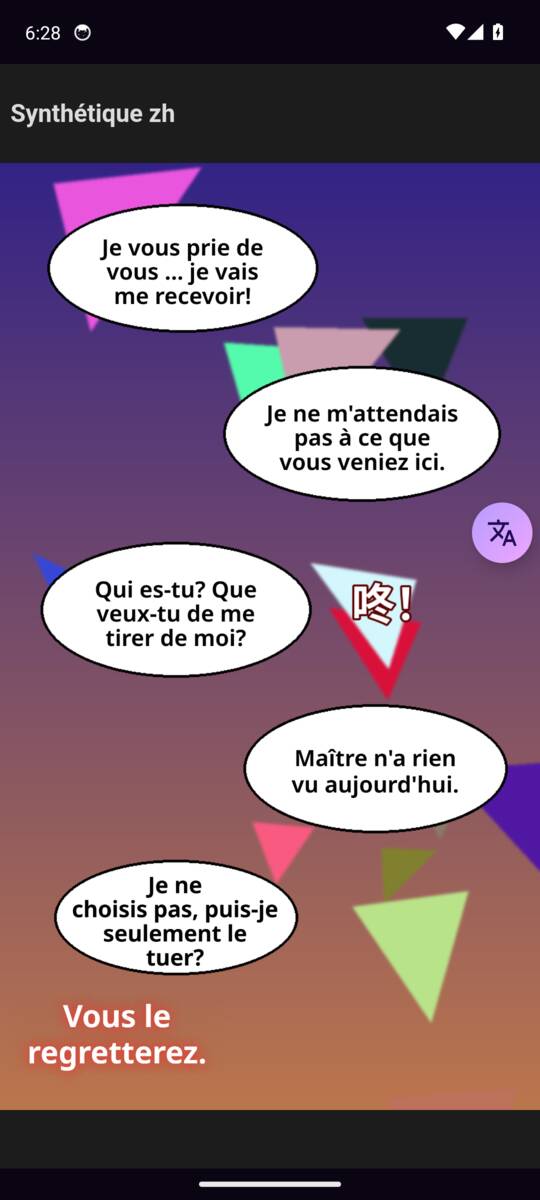 6:28
Synthétique zh
Je vous prie de
vous ... je vais
me recevoir!
Je ne m'attendais
pas à ce que
vous veniez ici.
Qui es-tu? Que
veux-tu de me
tirer de moi?
咚!
Maître n'a rien
vu aujourd'hui.
Je ne
choisis pas, puis-je
seulement le
tuer?
Vous le
regretterez.